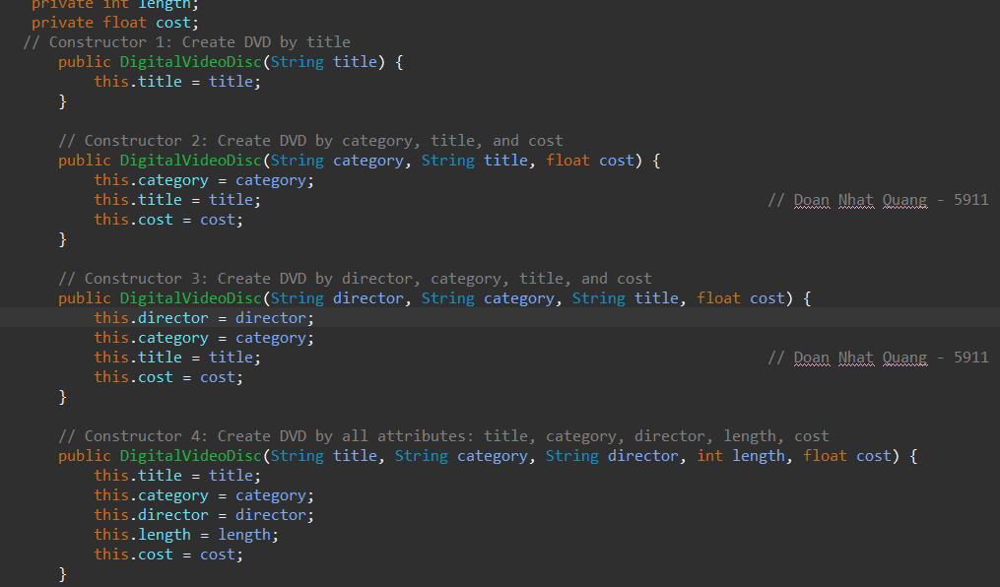 private int length;
private float cost;
// Constructor 1: Create DVD by title
public DigitalVideoDisc(String title) {
this.title = title;
}
// Constructor 2: Create DVD by category, title, and cost
public DigitalVideoDisc(String category, String title, float cost) {
this.category = category;
this.title = title; // Doan Nhat Quang - 5911
this.cost = cost;
}
// Constructor 3: Create DVD by director, category, title, and cost
public DigitalVideoDisc(String director, String category, String title, float cost) {
this.director = director;
this.category = category;
this.title = title; // Doan Nhat Quang - 5911
this.cost = cost;
}
// Constructor 4: Create DVD by all attributes: title, category, director, length, cost
public DigitalVideoDisc(String title, String category, String director, int length, float cost) {
this.title = title;
this.category = category;
this.director = director;
this.length = length;
this.cost = cost;
}